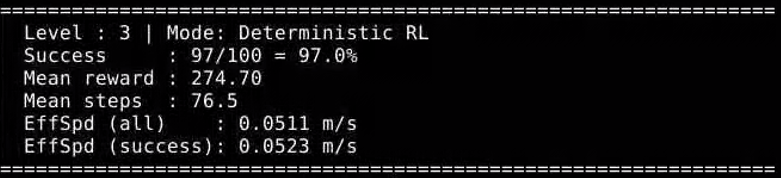 =================================================================
Level : 3 | Mode: Deterministic RL
Success     : 97/100 = 97.0%
Mean reward : 274.70
Mean steps  : 76.5
EffSpd (all)    : 0.0511 m/s
EffSpd (success): 0.0523 m/s
=================================================================